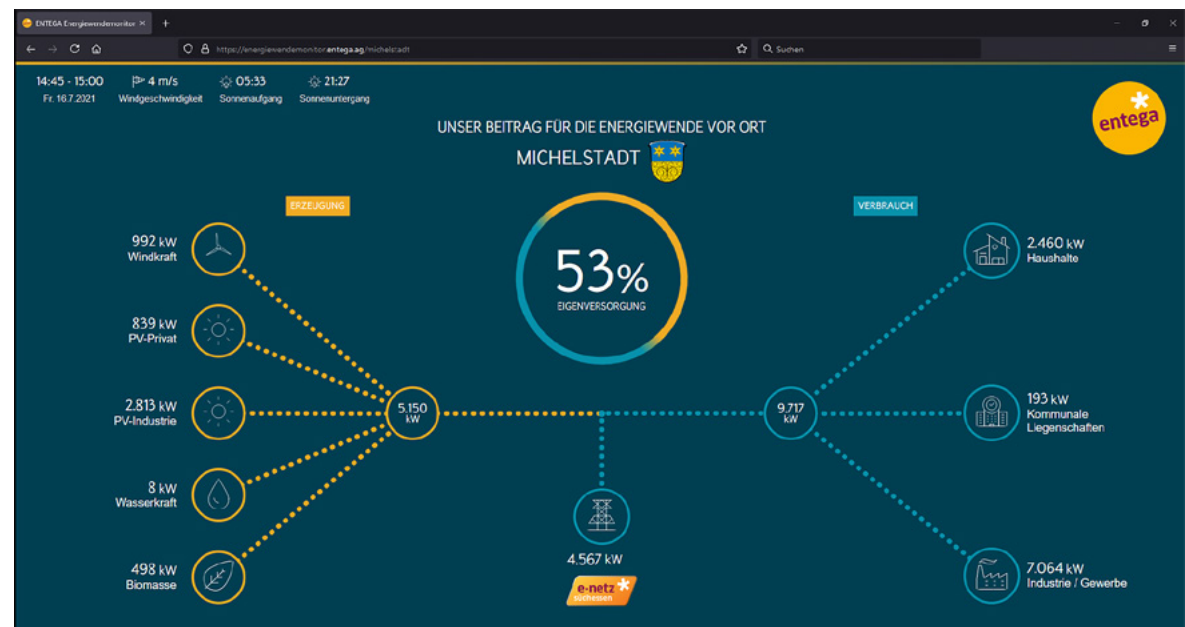 ENTEGA Energiewendemonitor
https://energiewendemonitor.entega.ag/michelstadt
Suchen
14:45 - 15:00
Fr. 16.7.2021
4 m/s
Windgeschwindigkeit
05:33
Sonnenaufgang
21:27
Sonnenuntergang
entega
UNSER BEITRAG FÜR DIE ENERGIEWENDE VOR ORT
MICHELSTADT
ERZEUGUNG
VERBRAUCH
53%
EIGENVERSORGUNG
992 kW
Windkraft
839 kW
PV-Privat
2.813 kW
PV-Industrie
8 kW
Wasserkraft
498 kW
Biomasse
5.150
kW
9.717
kW
4.567 kW
e-netz
südhessen
2.460 kW
Haushalte
193 kW
Kommunale
Liegenschaften
7.064 kW
Industrie / Gewerbe